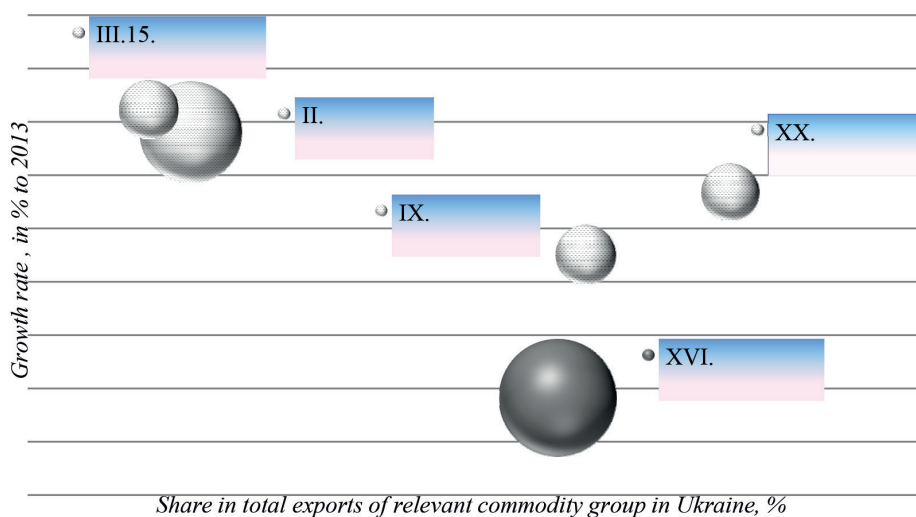 III.15.
II.
XX.
IX.
XVI.
Growth rate , in % to 2013
Share in total exports of relevant commodity group in Ukraine, %